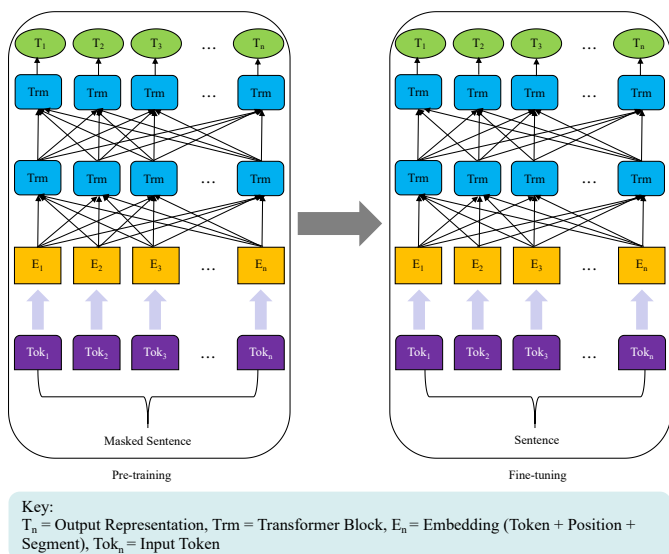 T₁ T₂ T₃ ... Tₙ T₁ T₂ T₃ ... Tₙ
Trm Trm Trm ... Trm Trm Trm Trm ... Trm
Trm Trm Trm ... Trm Trm Trm Trm ... Trm
E₁ E₂ E₃ ... Eₙ E₁ E₂ E₃ ... Eₙ
Tok₁ Tok₂ Tok₃ ... Tokₙ Tok₁ Tok₂ Tok₃ ... Tokₙ
Masked Sentence Sentence
Pre-training Fine-tuning
Key:
Tₙ = Output Representation, Trm = Transformer Block, Eₙ = Embedding (Token + Position +
Segment), Tokₙ = Input Token